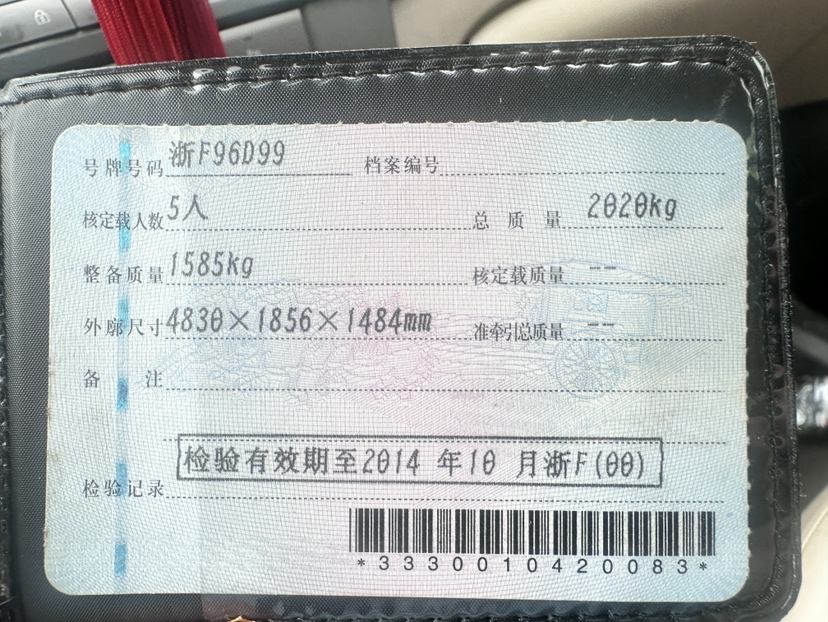 号牌号码 浙F96D99 档案编号
核定载人数 5人 总质量 2020kg
整备质量 1585kg 核定载质量 --
外廓尺寸 4830×1856×1484mm 准牵引总质量 --
备注
检验有效期至2014 年10 月浙F(00)
检验记录
*3330010420083*